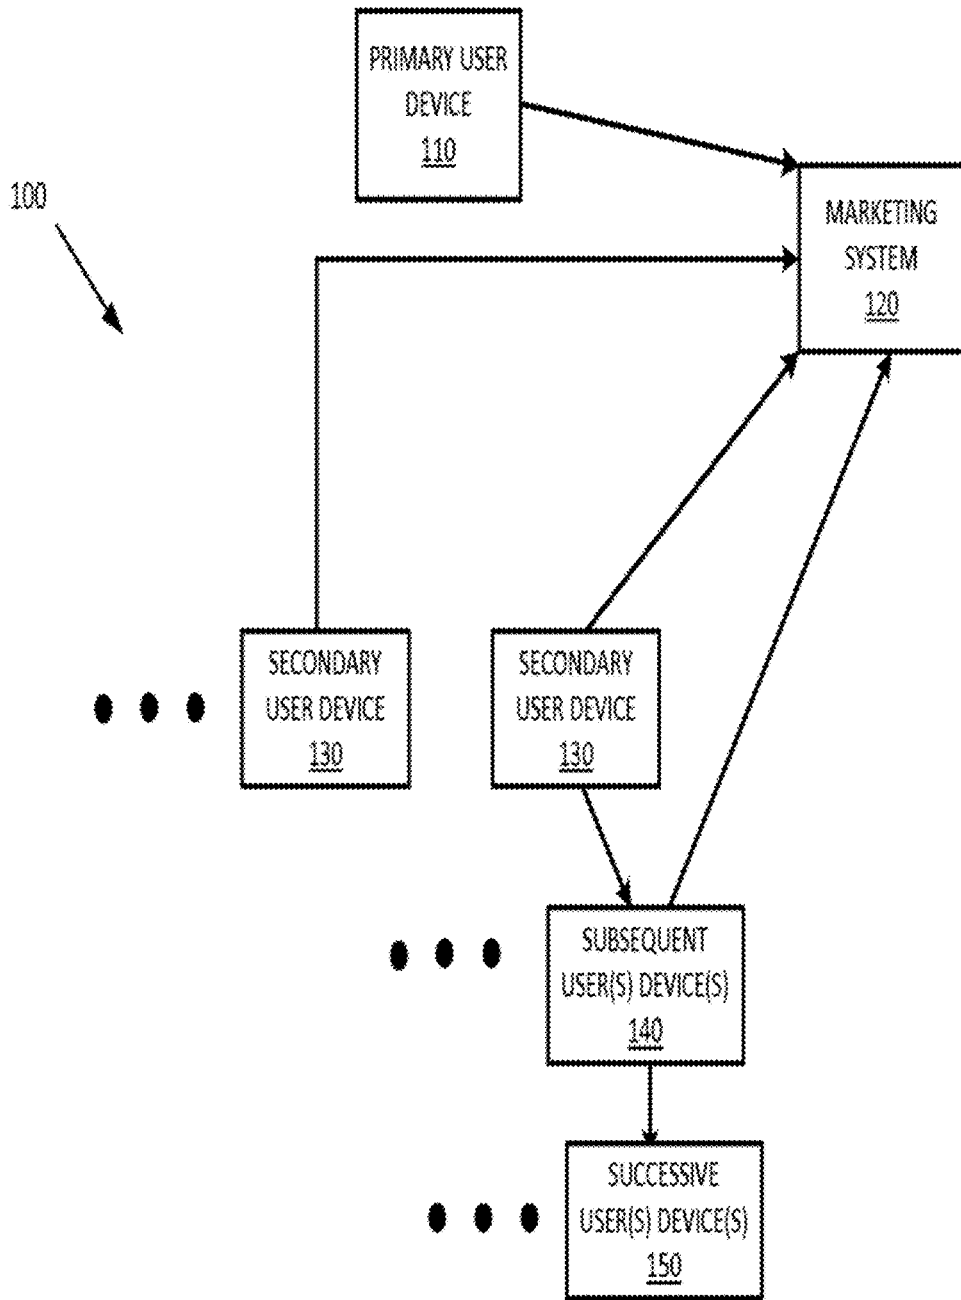 PRIMARY USER
DEVICE
110
100
MARKETING
SYSTEM
120
SECONDARY
USER DEVICE
130
SECONDARY
USER DEVICE
130
SUBSEQUENT
USER(S) DEVICE(S)
140
SUCCESSIVE
USER(S) DEVICE(S)
150